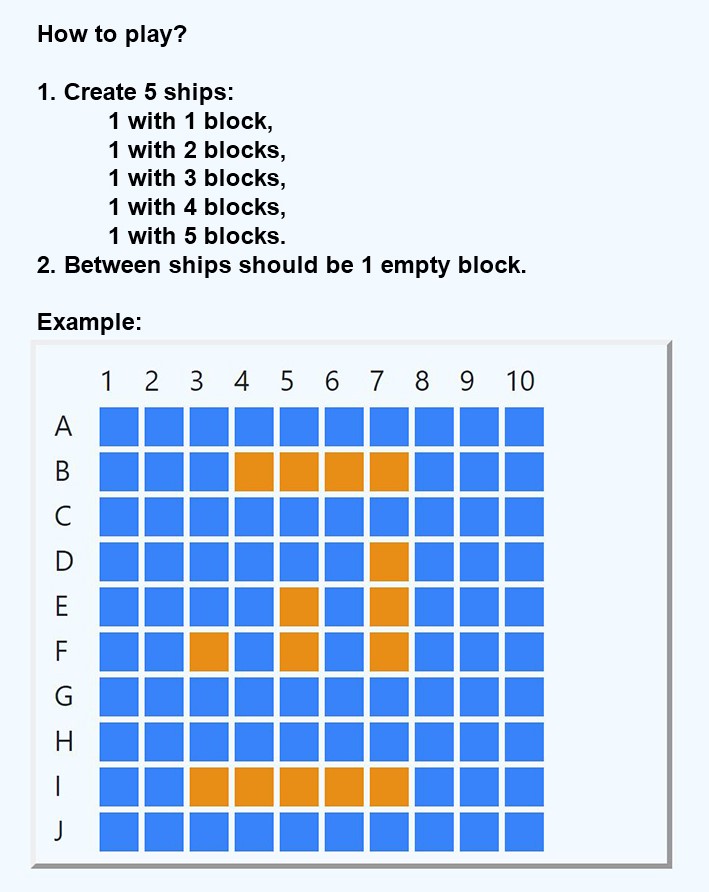 How to play?
1. Create 5 ships:
1 with 1 block,
1 with 2 blocks,
1 with 3 blocks,
1 with 4 blocks,
1 with 5 blocks.
2. Between ships should be 1 empty block.
Example:
1 2 3 4 5 6 7 8 9 10
A
B
C
D
E
F
G
H
I
J